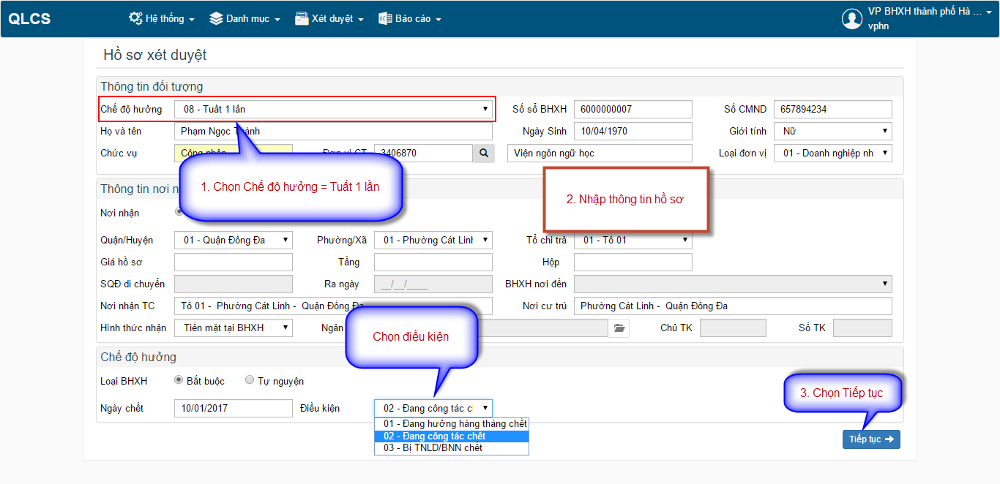 QLCS
Hệ thống
Danh mục
Xét duyệt
Báo cáo
VP BHXH thành phố Hà ...
vphn
Hồ sơ xét duyệt
Thông tin đối tượng
Chế độ hưởng 08 - Tuất 1 lần Số sổ BHXH 6000000007 Số CMND 657894234
Họ và tên Phạm Ngọc Thành Ngày Sinh 10/04/1970 Giới tính Nữ
Chức vụ Công nhân Đơn vị CT 3406870 Viện ngôn ngữ học Loại đơn vị 01 - Doanh nghiệp nh
1. Chọn Chế độ hưởng = Tuất 1 lần
2. Nhập thông tin hồ sơ
Thông tin nơi
Nơi nhận
Quận/Huyện 01 - Quận Đống Đa Phường/Xã 01 - Phường Cát Linh Tổ chi trả 01 - Tổ 01
Giá hồ sơ Tầng Hộp
SQĐ di chuyển Ra ngày __/__/____ BHXH nơi đến
Nơi nhận TC Tổ 01 - Phường Cát Linh - Quận Đống Đa Nơi cư trú Phường Cát Linh - Quận Đống Đa
Hình thức nhận Tiền mặt tại BHXH Ngân Chủ TK Số TK
Chọn điều kiện
Chế độ hưởng
Loại BHXH Bắt buộc Tự nguyện
3. Chọn Tiếp tục
Ngày chết 10/01/2017 Điều kiện 02 - Đang công tác c
01 - Đang hưởng hàng tháng chết
02 - Đang công tác chết
03 - Bị TNLD/BNN chết
Tiếp tục